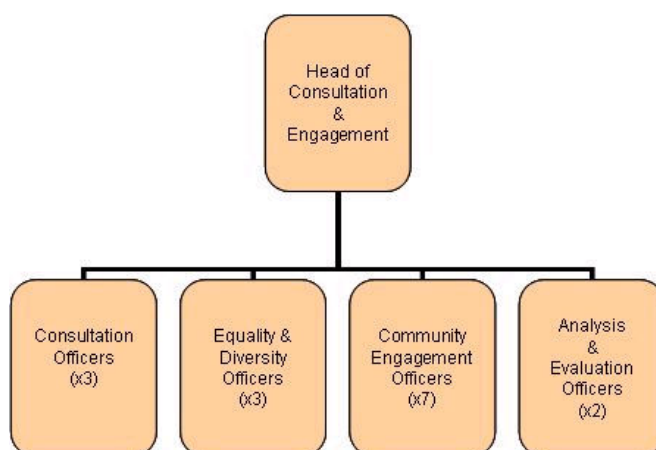 Head of
Consultation
&
Engagement
Consultation
Officers
(x3)
Equality &
Diversity
Officers
(x3)
Community
Engagement
Officers
(x7)
Analysis
&
Evaluation
Officers
(x2)